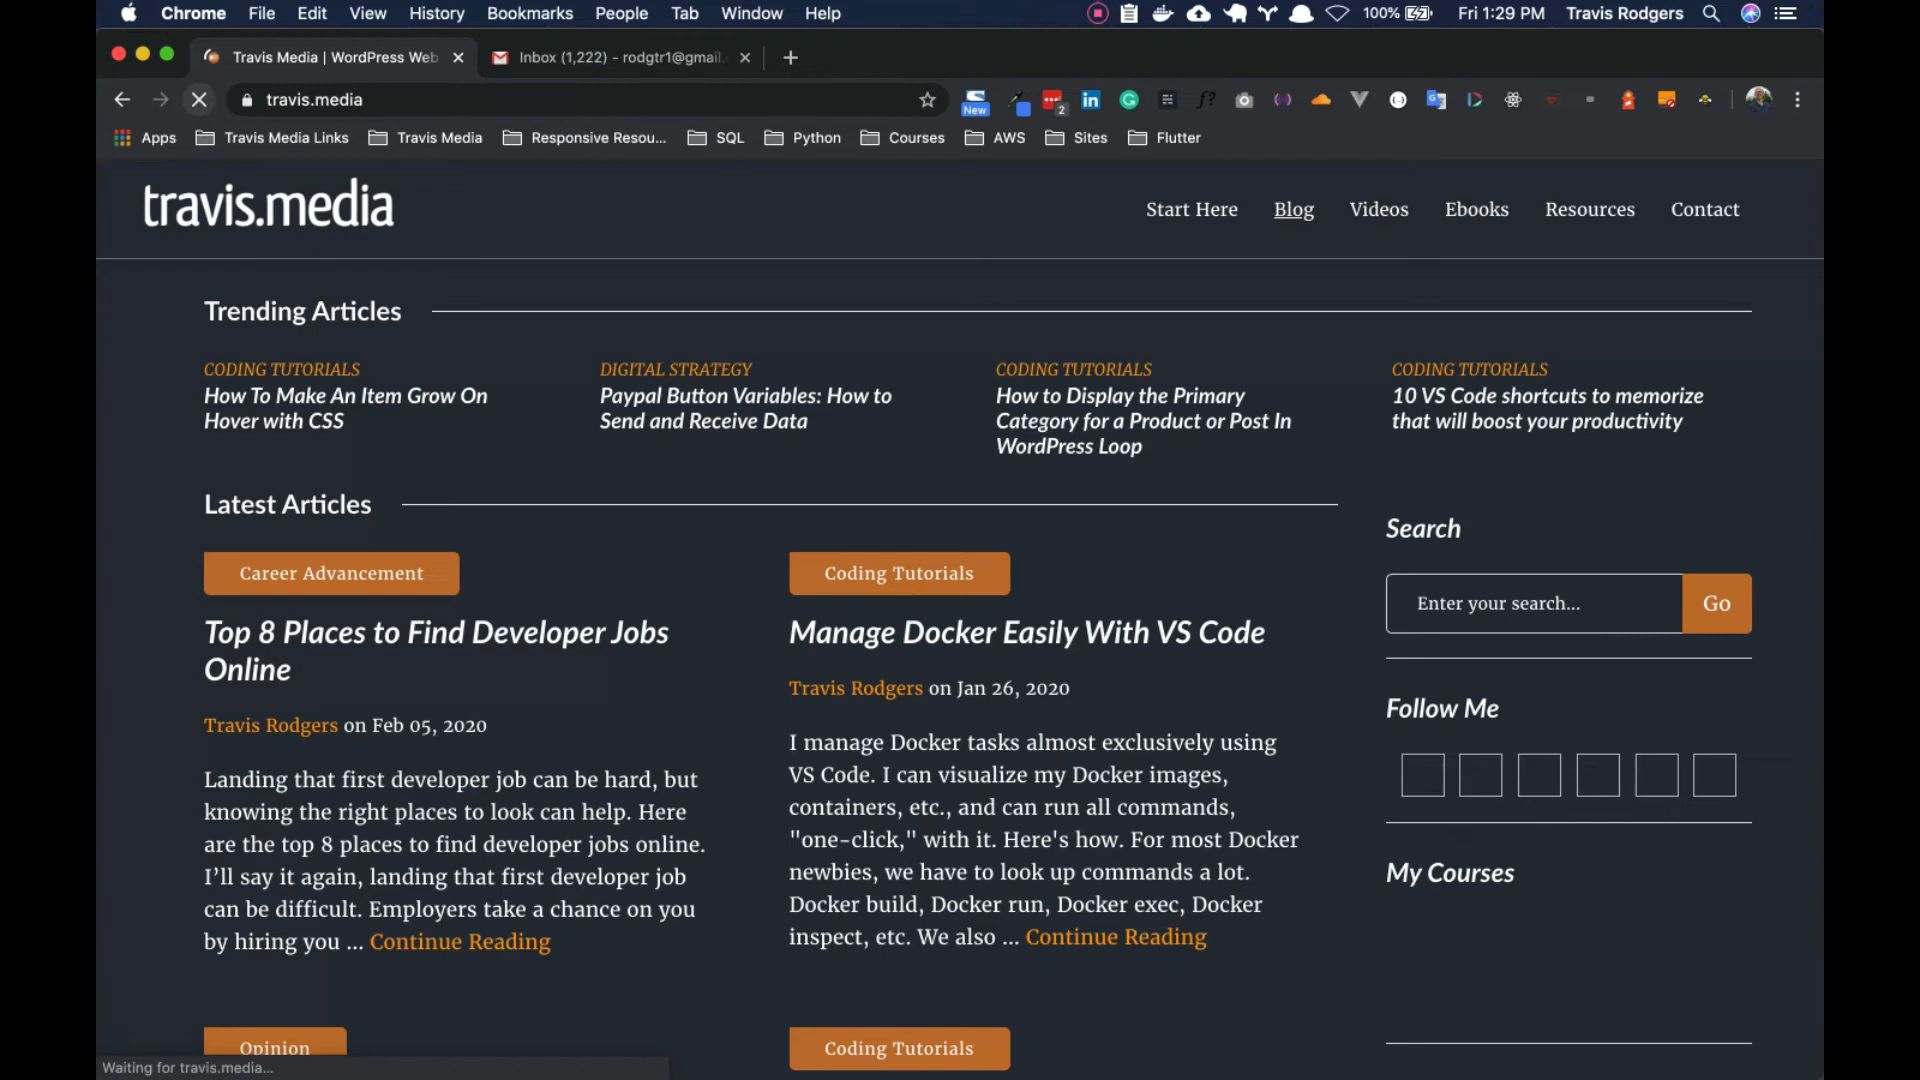 Chrome File Edit View History Bookmarks People Tab Window Help 100% Fri 1:29 PM Travis Rodgers
Travis Media | WordPress Web Inbox (1,222) - rodgtr1@gmail.
travis.media
New 2
Apps Travis Media Links Travis Media Responsive Resou... SQL Python Courses AWS Sites Flutter
travis.media
Start Here Blog Videos Ebooks Resources Contact
Trending Articles
CODING TUTORIALS
How To Make An Item Grow On
Hover with CSS
DIGITAL STRATEGY
Paypal Button Variables: How to
Send and Receive Data
CODING TUTORIALS
How to Display the Primary
Category for a Product or Post In
WordPress Loop
CODING TUTORIALS
10 VS Code shortcuts to memorize
that will boost your productivity
Latest Articles
Career Advancement
Top 8 Places to Find Developer Jobs
Online
Travis Rodgers on Feb 05, 2020
Landing that first developer job can be hard, but
knowing the right places to look can help. Here
are the top 8 places to find developer jobs online.
I’ll say it again, landing that first developer job
can be difficult. Employers take a chance on you
by hiring you ... Continue Reading
Coding Tutorials
Manage Docker Easily With VS Code
Travis Rodgers on Jan 26, 2020
I manage Docker tasks almost exclusively using
VS Code. I can visualize my Docker images,
containers, etc., and can run all commands,
"one-click," with it. Here's how. For most Docker
newbies, we have to look up commands a lot.
Docker build, Docker run, Docker exec, Docker
inspect, etc. We also ... Continue Reading
Search
Enter your search... Go
Follow Me
My Courses
Opinion
Coding Tutorials
Waiting for travis.media...